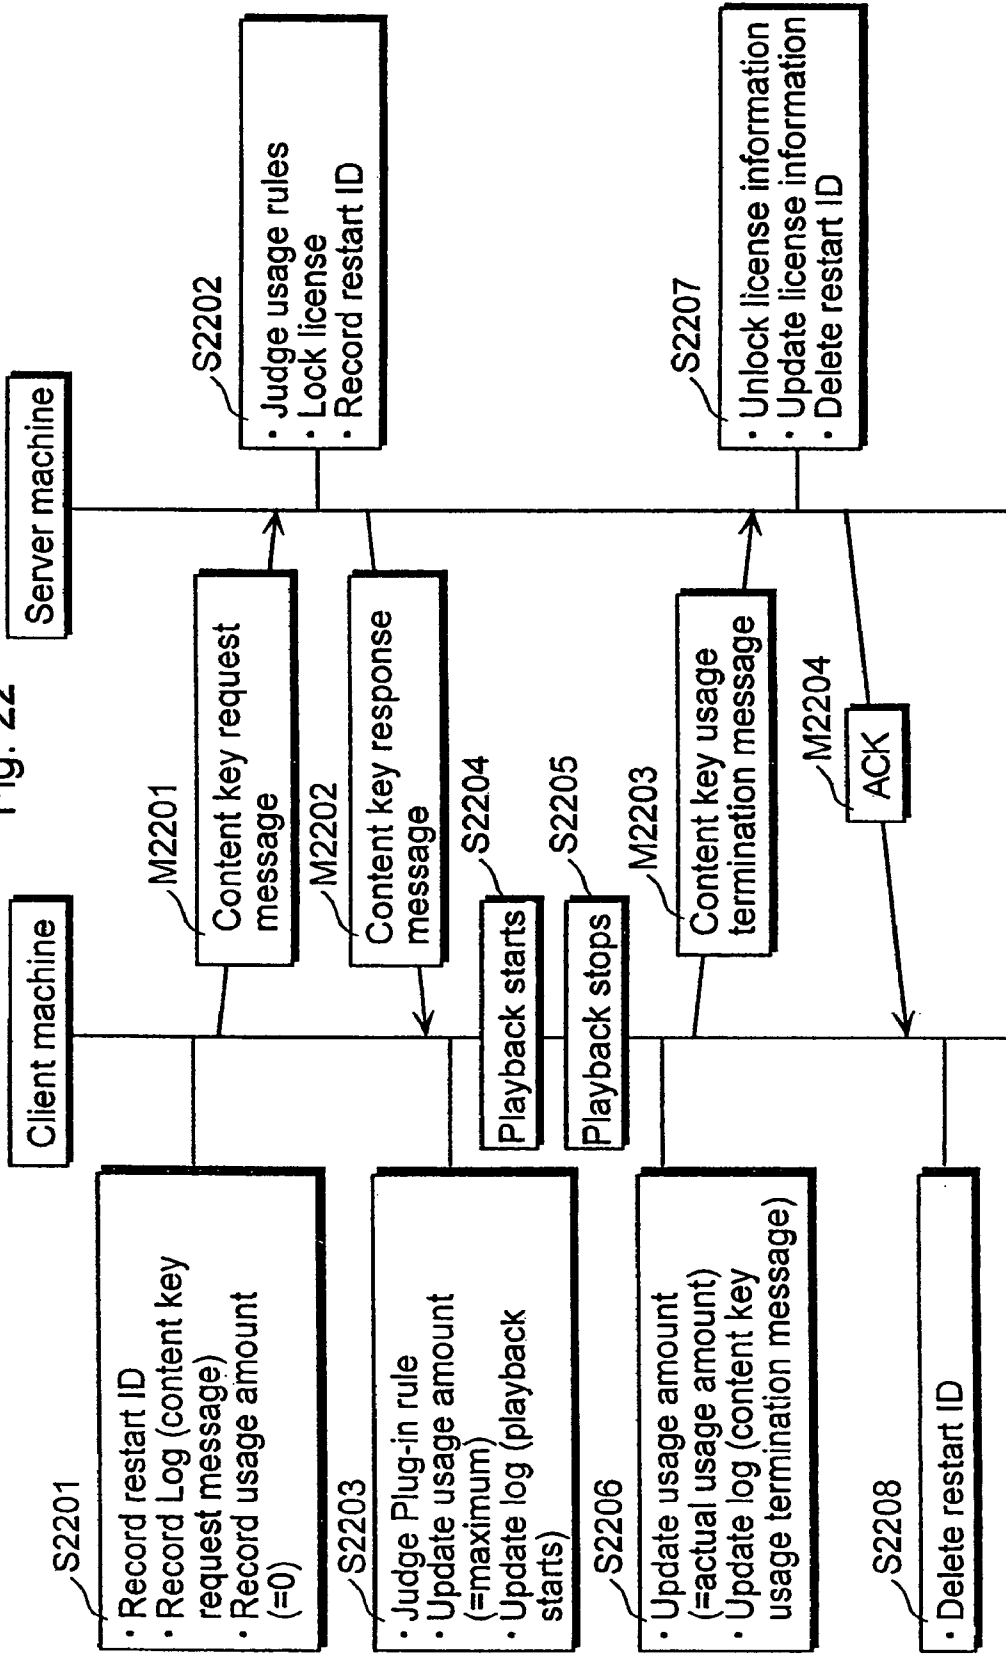 Fig. 22
Client machine
Server machine
S2201
・Record restart ID
・Record Log (content key
request message)
・Record usage amount
(=0)
M2201
Content key request
message
S2202
・Judge usage rules
・Lock license
・Record restart ID
M2202
Content key response
message
S2203
・Judge Plug-in rule
・Update usage amount
(=maximum)
・Update log (playback
starts)
S2204
Playback starts
S2205
Playback stops
S2206
・Update usage amount
(=actual usage amount)
・Update log (content key
usage termination message)
M2203
Content key usage
termination message
S2207
・Unlock license information
・Update license information
・Delete restart ID
M2204
ACK
S2208
・Delete restart ID